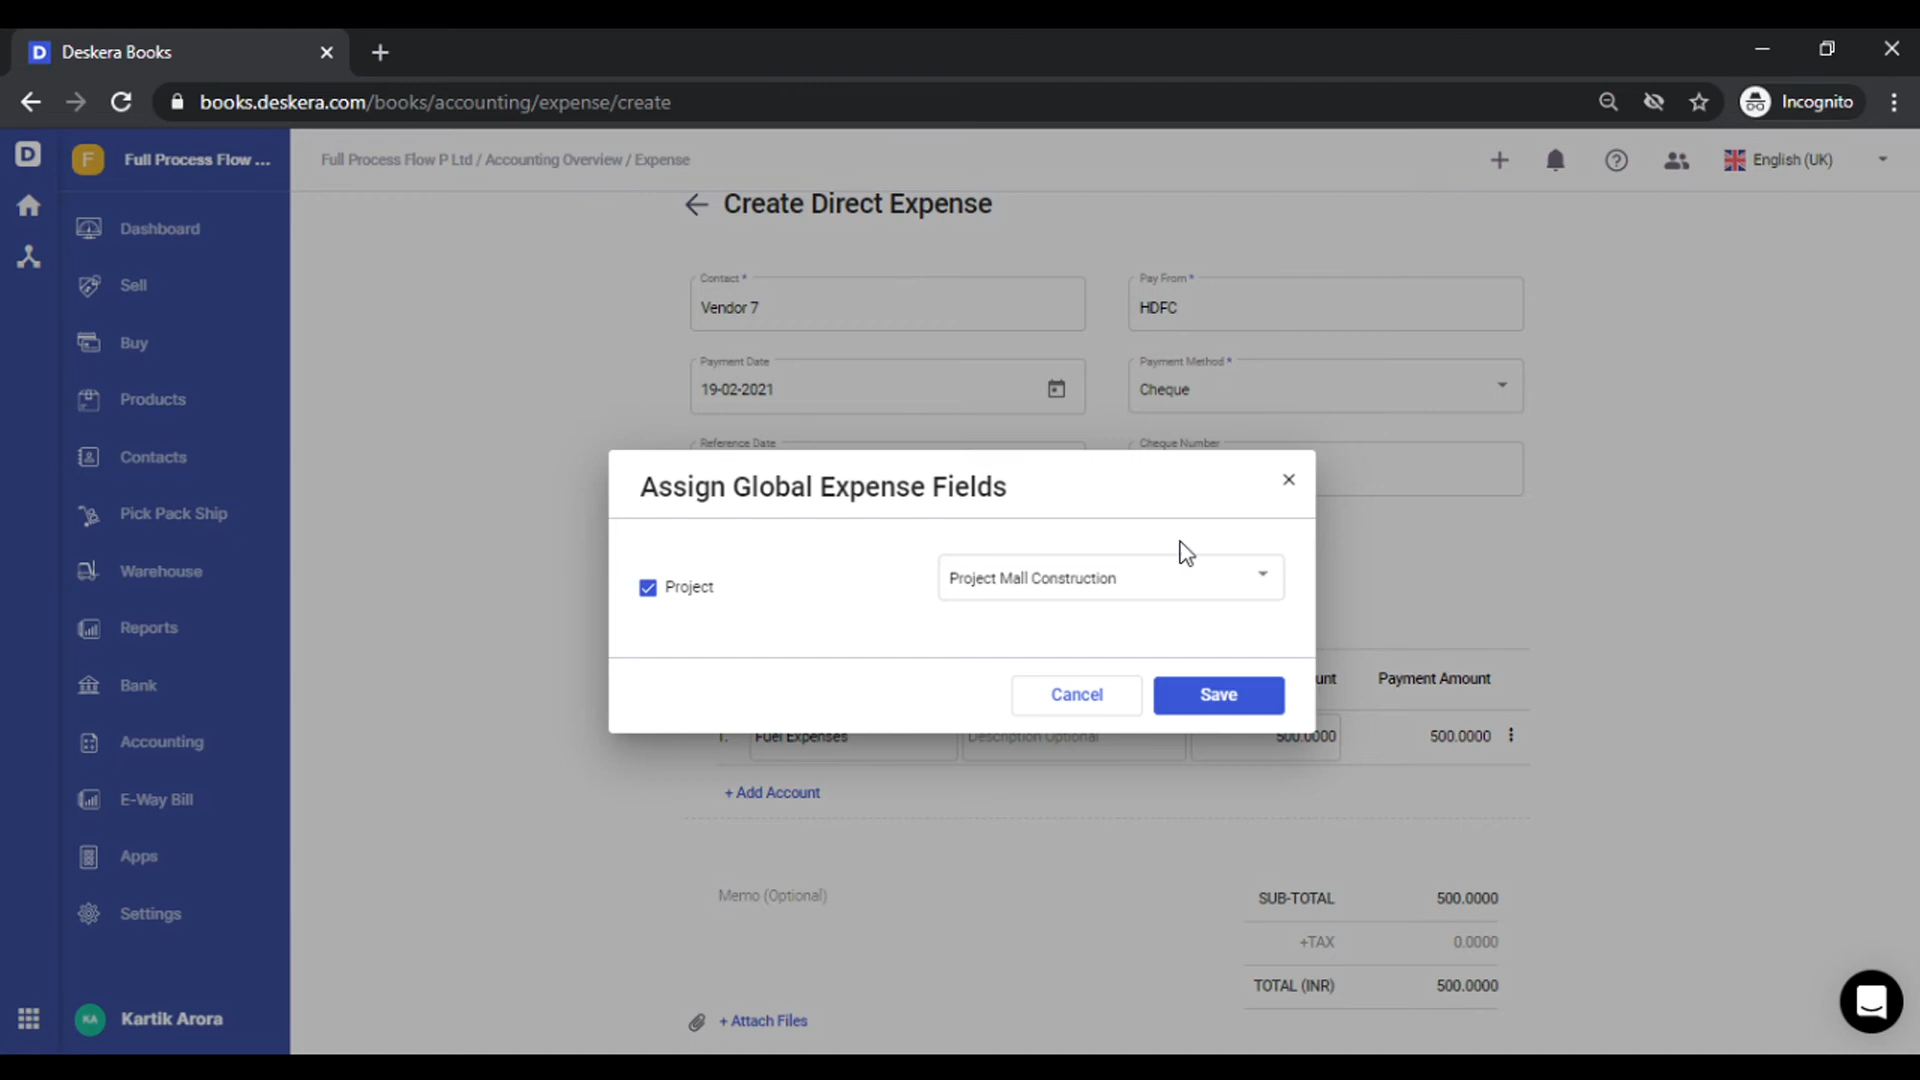 Deskera Books
books.deskera.com/books/accounting/expense/create
Incognito
F
Full Process Flow ...
Full Process Flow P Ltd / Accounting Overview / Expense
English (UK)
Create Direct Expense
Dashboard
Sell
Buy
Products
Contacts
Pick Pack Ship
Warehouse
Reports
Bank
Accounting
E-Way Bill
Apps
Settings
KA
Kartik Arora
Contact *
Vendor 7
Pay From *
HDFC
Payment Date
19-02-2021
Payment Method *
Cheque
Reference Date
Cheque Number
Assign Global Expense Fields
Project
Project Mall Construction
Cancel
Save
unt
Payment Amount
1.
Fuel Expenses
Description Optional
500.0000
500.0000
+ Add Account
Memo (Optional)
SUB-TOTAL
500.0000
+TAX
0.0000
TOTAL (INR)
500.0000
+ Attach Files